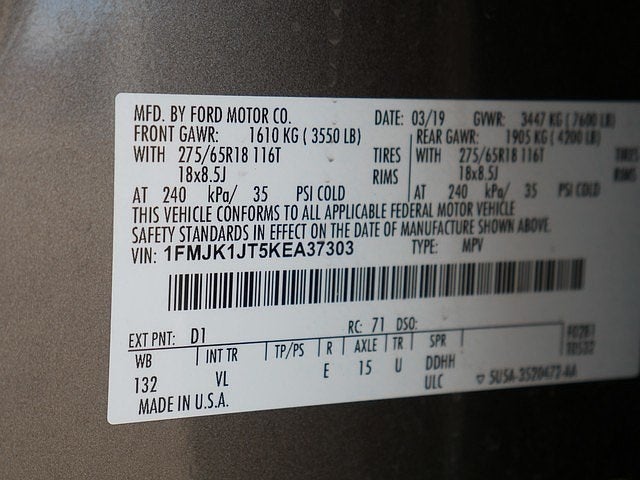 MFD. BY FORD MOTOR CO. DATE: 03/19 GVWR: 3447 KG ( 7600 LB)
FRONT GAWR: 1610 KG ( 3550 LB) REAR GAWR: 1905 KG ( 4200 LB)
WITH 275/65R18 116T TIRES WITH 275/65R18 116T TIRES
18x8.5J RIMS 18x8.5J RIMS
AT 240 kPa/ 35 PSI COLD AT 240 kPa/ 35 PSI COLD
THIS VEHICLE CONFORMS TO ALL APPLICABLE FEDERAL MOTOR VEHICLE
SAFETY STANDARDS IN EFFECT ON THE DATE OF MANUFACTURE SHOWN ABOVE.
VIN: 1FMJK1JT5KEA37303 TYPE: MPV
EXT PNT: D1 RC: 71 DSO:
WB INT TR TP/PS R AXLE TR SPR
132 VL E 15 U DDHH
ULC
MADE IN U.S.A.